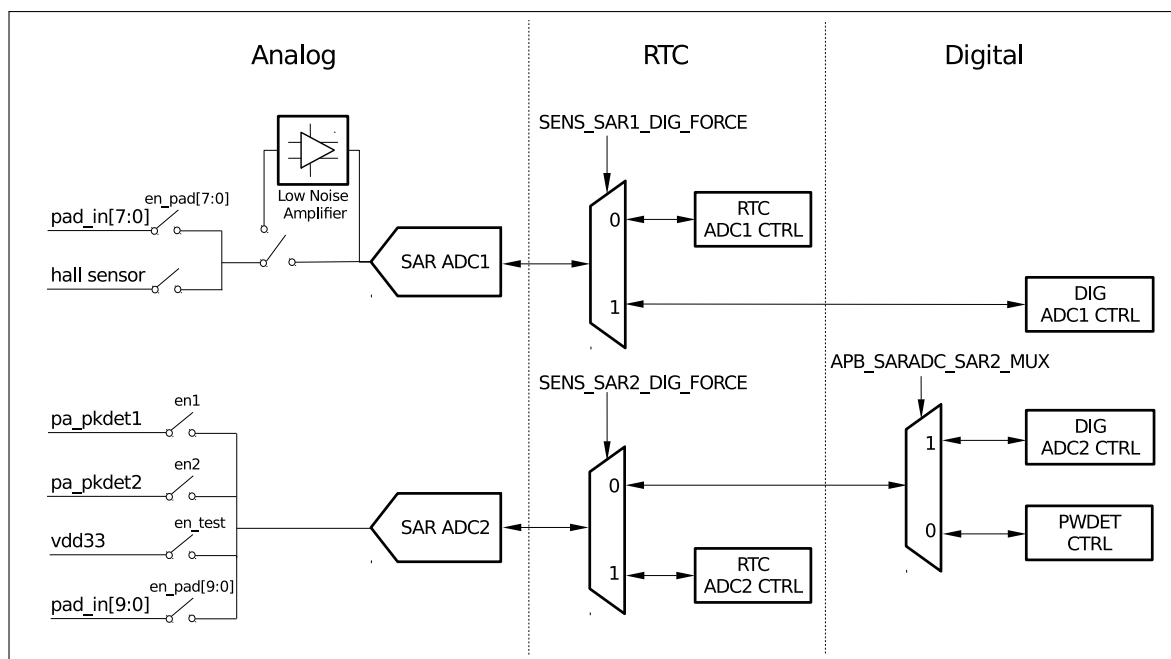 Analog
RTC
Digital
SENS_SAR1_DIG_FORCE
Low Noise
Amplifier
en_pad[7:0]
pad_in[7:0]
hall sensor
SAR ADC1
0
1
RTC
ADC1 CTRL
DIG
ADC1 CTRL
SENS_SAR2_DIG_FORCE
APB_SARADC_SAR2_MUX
en1
pa_pkdet1
en2
pa_pkdet2
en_test
vdd33
en_pad[9:0]
pad_in[9:0]
SAR ADC2
0
1
RTC
ADC2 CTRL
1
0
DIG
ADC2 CTRL
PWDET
CTRL